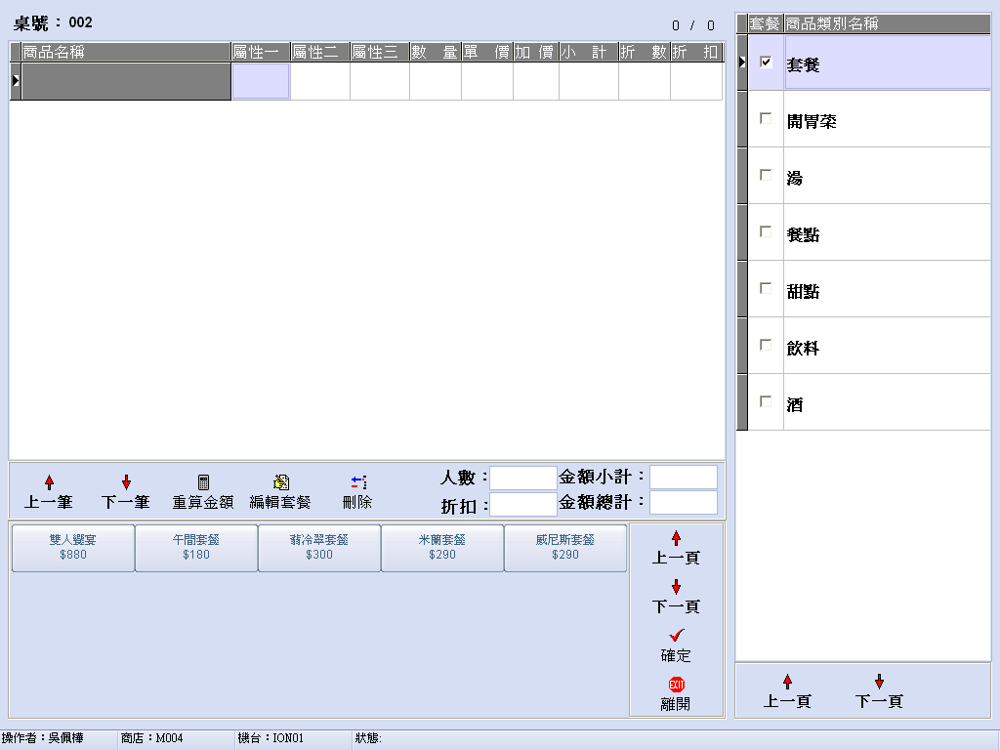 桌號：002
0 / 0
商品名稱 屬性一 屬性二 屬性三 數 量 單 價 加 價 小 計 折 數 折 扣
上一筆 下一筆 重算金額 編輯套餐 刪除
人數： 金額小計：
折扣： 金額總計：
雙人饗宴
$880
午間套餐
$180
翡冷翠套餐
$300
米蘭套餐
$290
威尼斯套餐
$290
上一頁
下一頁
確定
EXIT
離開
套餐 商品類別名稱
套餐
開胃菜
湯
餐點
甜點
飲料
酒
上一頁 下一頁
操作者：吳佩樺 商店：M004 機台：ION01 狀態: